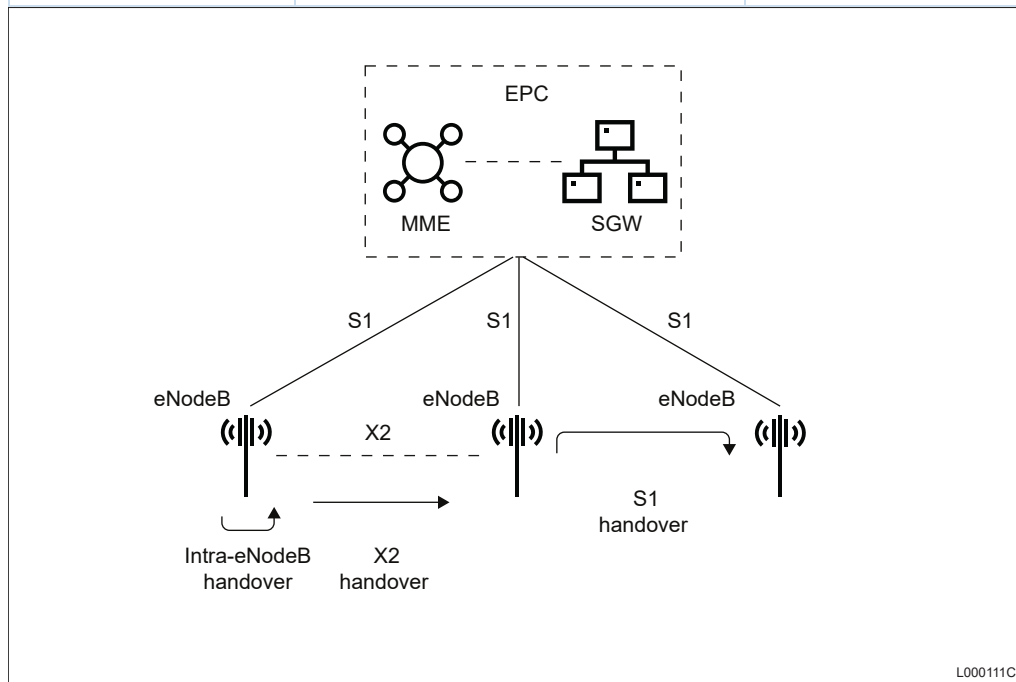 EPC
MME
SGW
S1
S1
S1
eNodeB
eNodeB
eNodeB
X2
Intra-eNodeB
handover
X2
handover
S1
handover
L000111C